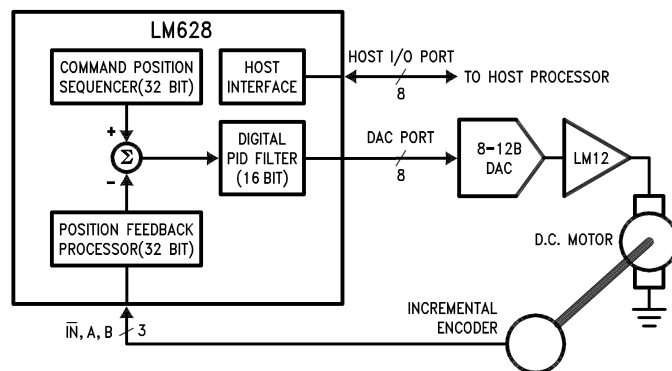 LM628
COMMAND POSITION
SEQUENCER(32 BIT)
HOST
INTERFACE
HOST I/O PORT
8
TO HOST PROCESSOR
+
Σ
-
DIGITAL
PID FILTER
(16 BIT)
DAC PORT
8
8-12B
DAC
LM12
POSITION FEEDBACK
PROCESSOR(32 BIT)
D.C. MOTOR
INCREMENTAL
ENCODER
I̅N̅, A, B
3